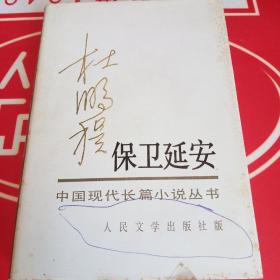 杜鹏程
保卫延安
中国现代长篇小说丛书
人民文学出版社版